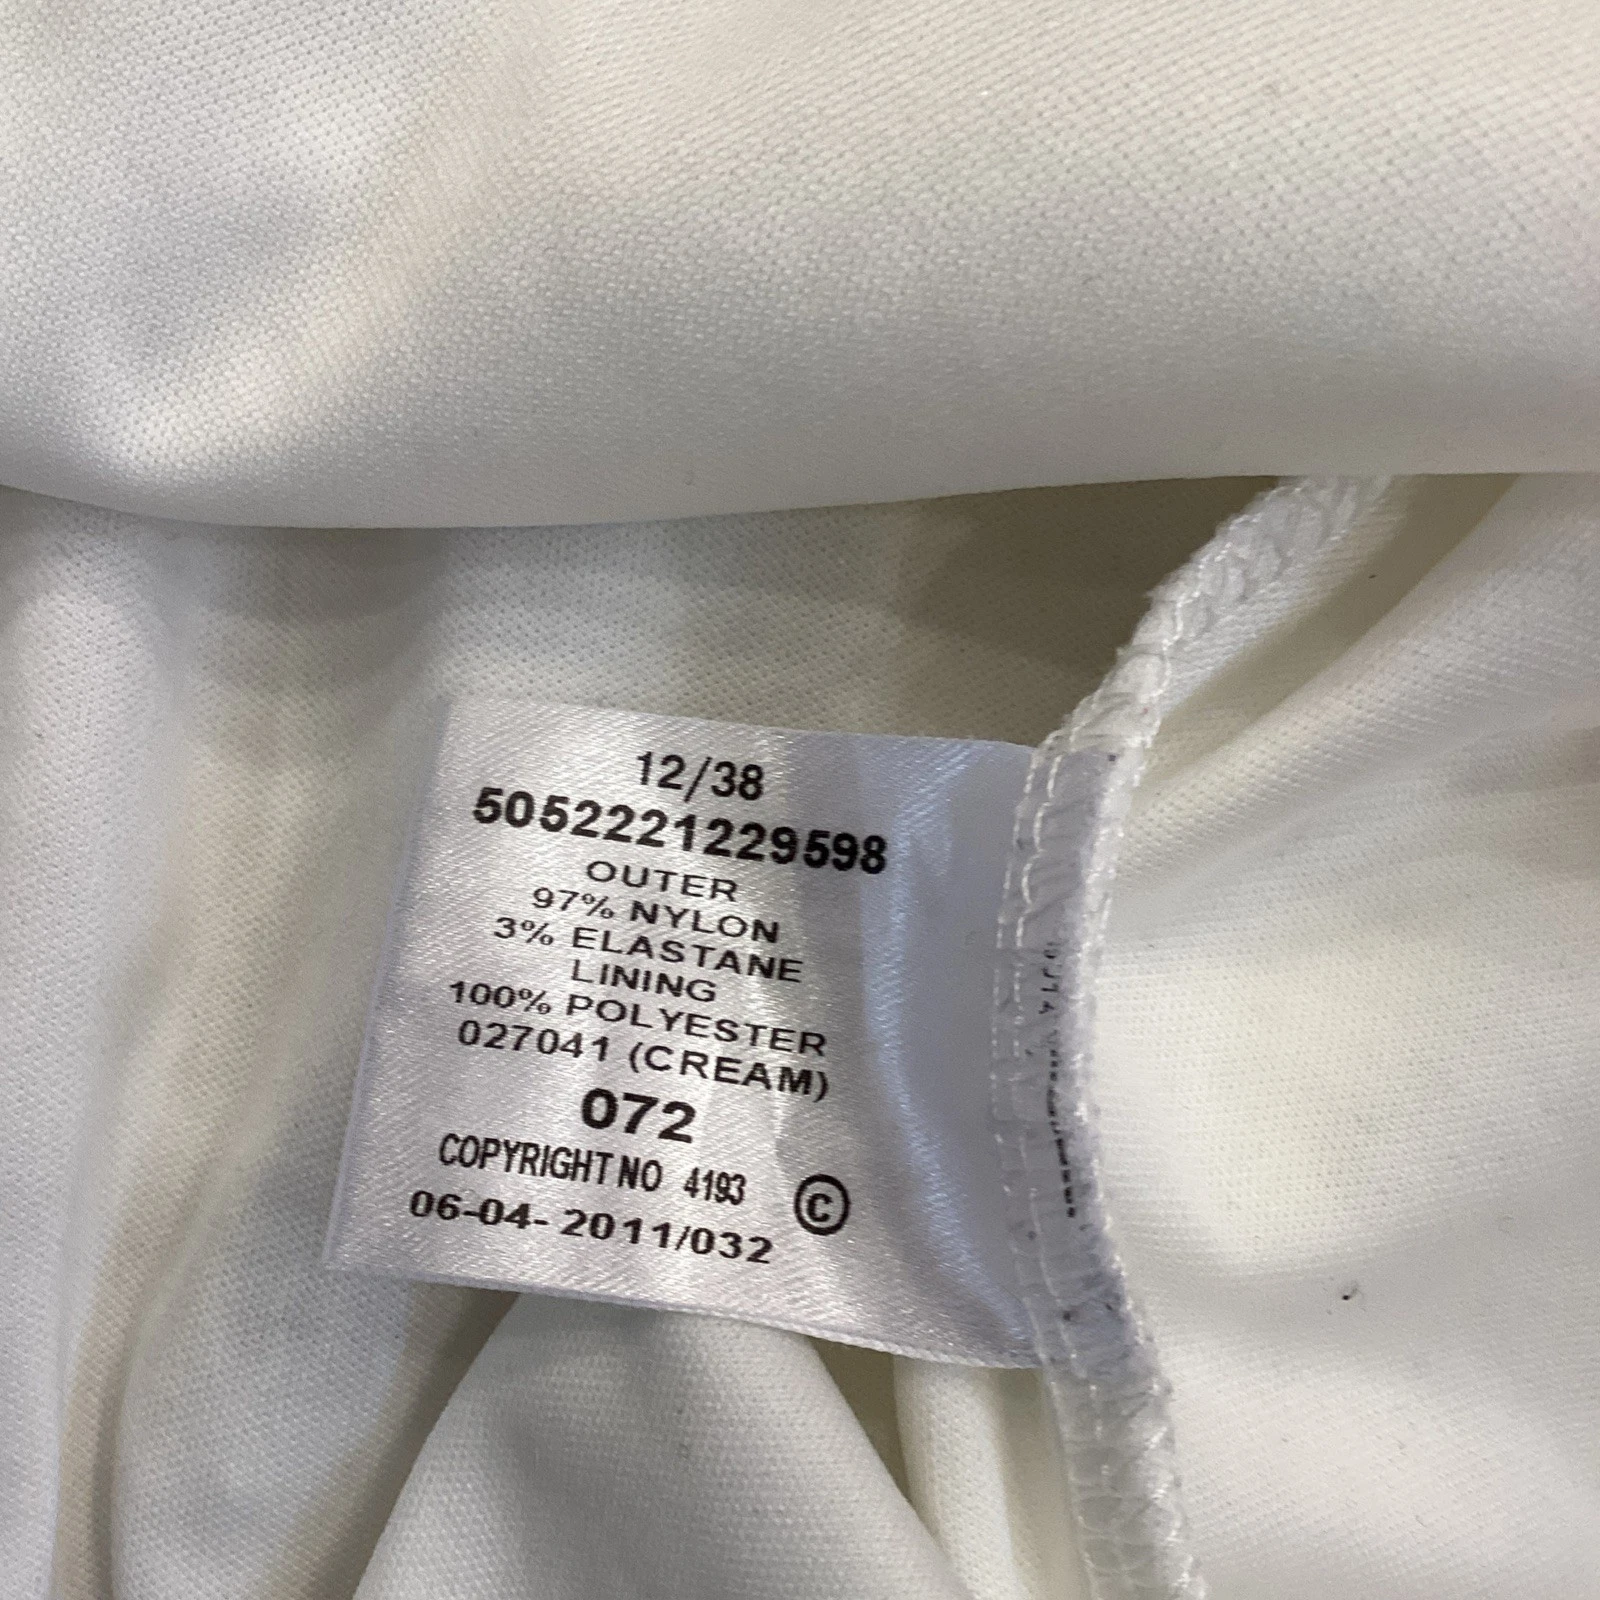 12/38
5052221229598
OUTER
97% NYLON
3% ELASTANE
LINING
100% POLYESTER
027041 (CREAM)
072
COPYRIGHT NO 4193 ©
06-04-2011/032